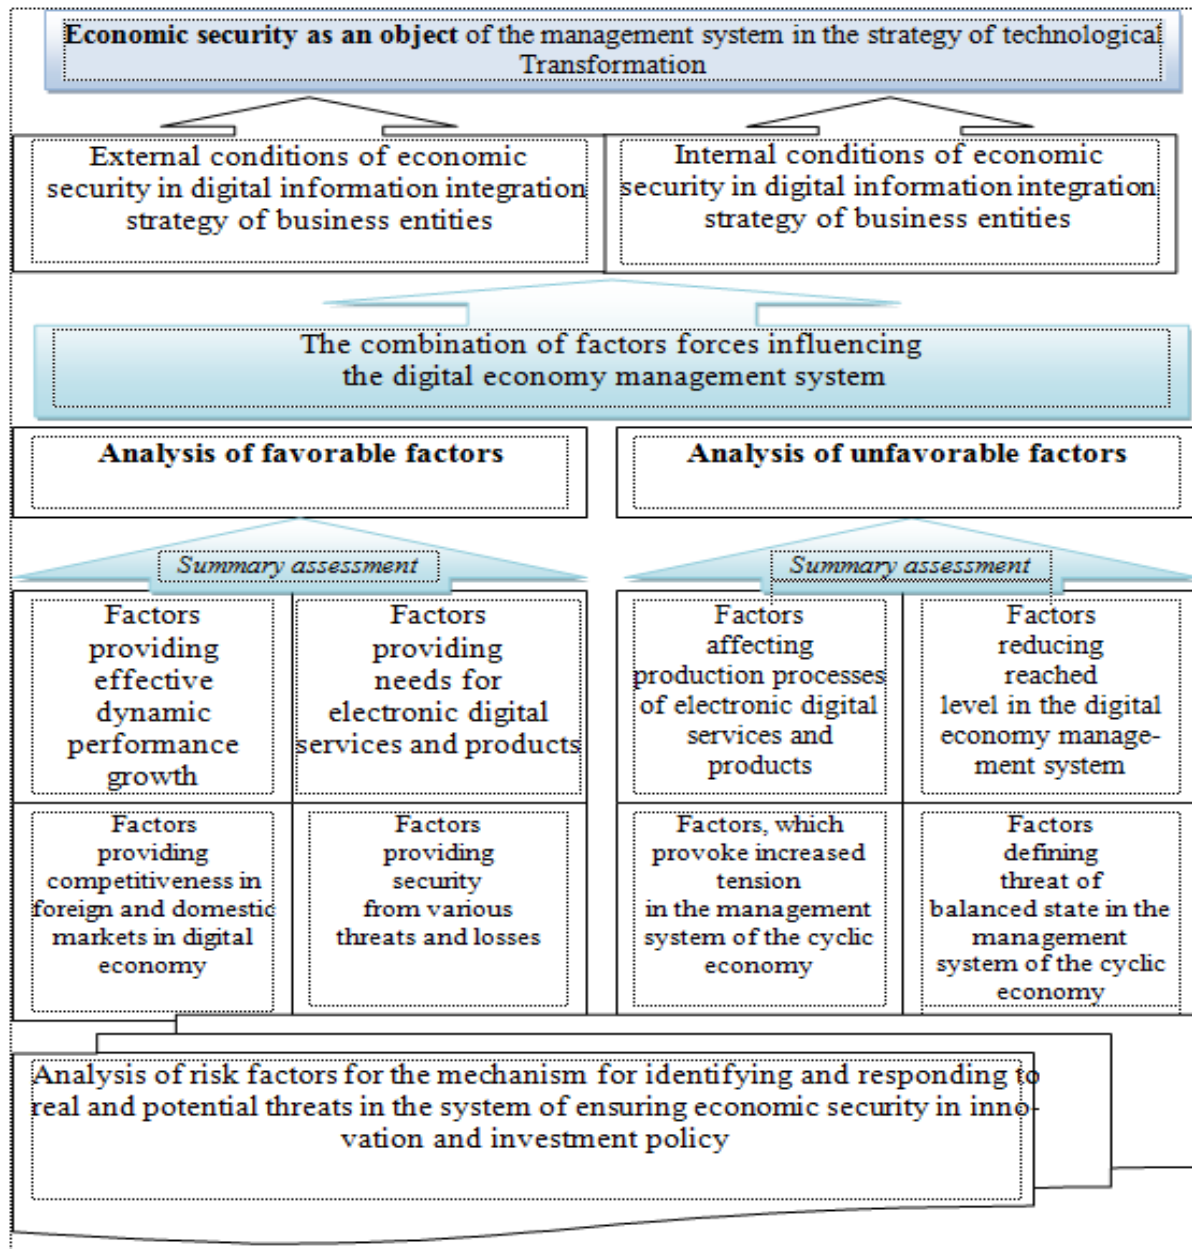 Economic security as an object of the management system in the strategy of technological
Transformation
External conditions of economic
security in digital information integration
strategy of business entities
Internal conditions of economic
security in digital information integration
strategy of business entities
The combination of factors forces influencing
the digital economy management system
Analysis of favorable factors
Analysis of unfavorable factors
Summary assessment
Summary assessment
Factors
providing
effective
dynamic
performance
growth
Factors
providing
needs for
electronic digital
services and products
Factors
affecting
production processes
of electronic digital
services and
products
Factors
reducing
reached
level in the digital
economy manage-
ment system
Factors
providing
competitiveness in
foreign and domestic
markets in digital
economy
Factors
providing
security
from various
threats and losses
Factors, which
provoke increased
tension
in the management
system of the cyclic
economy
Factors
defining
threat of
balanced state in the
management
system of the cyclic
economy
Analysis of risk factors for the mechanism for identifying and responding to
real and potential threats in the system of ensuring economic security in inno-
vation and investment policy